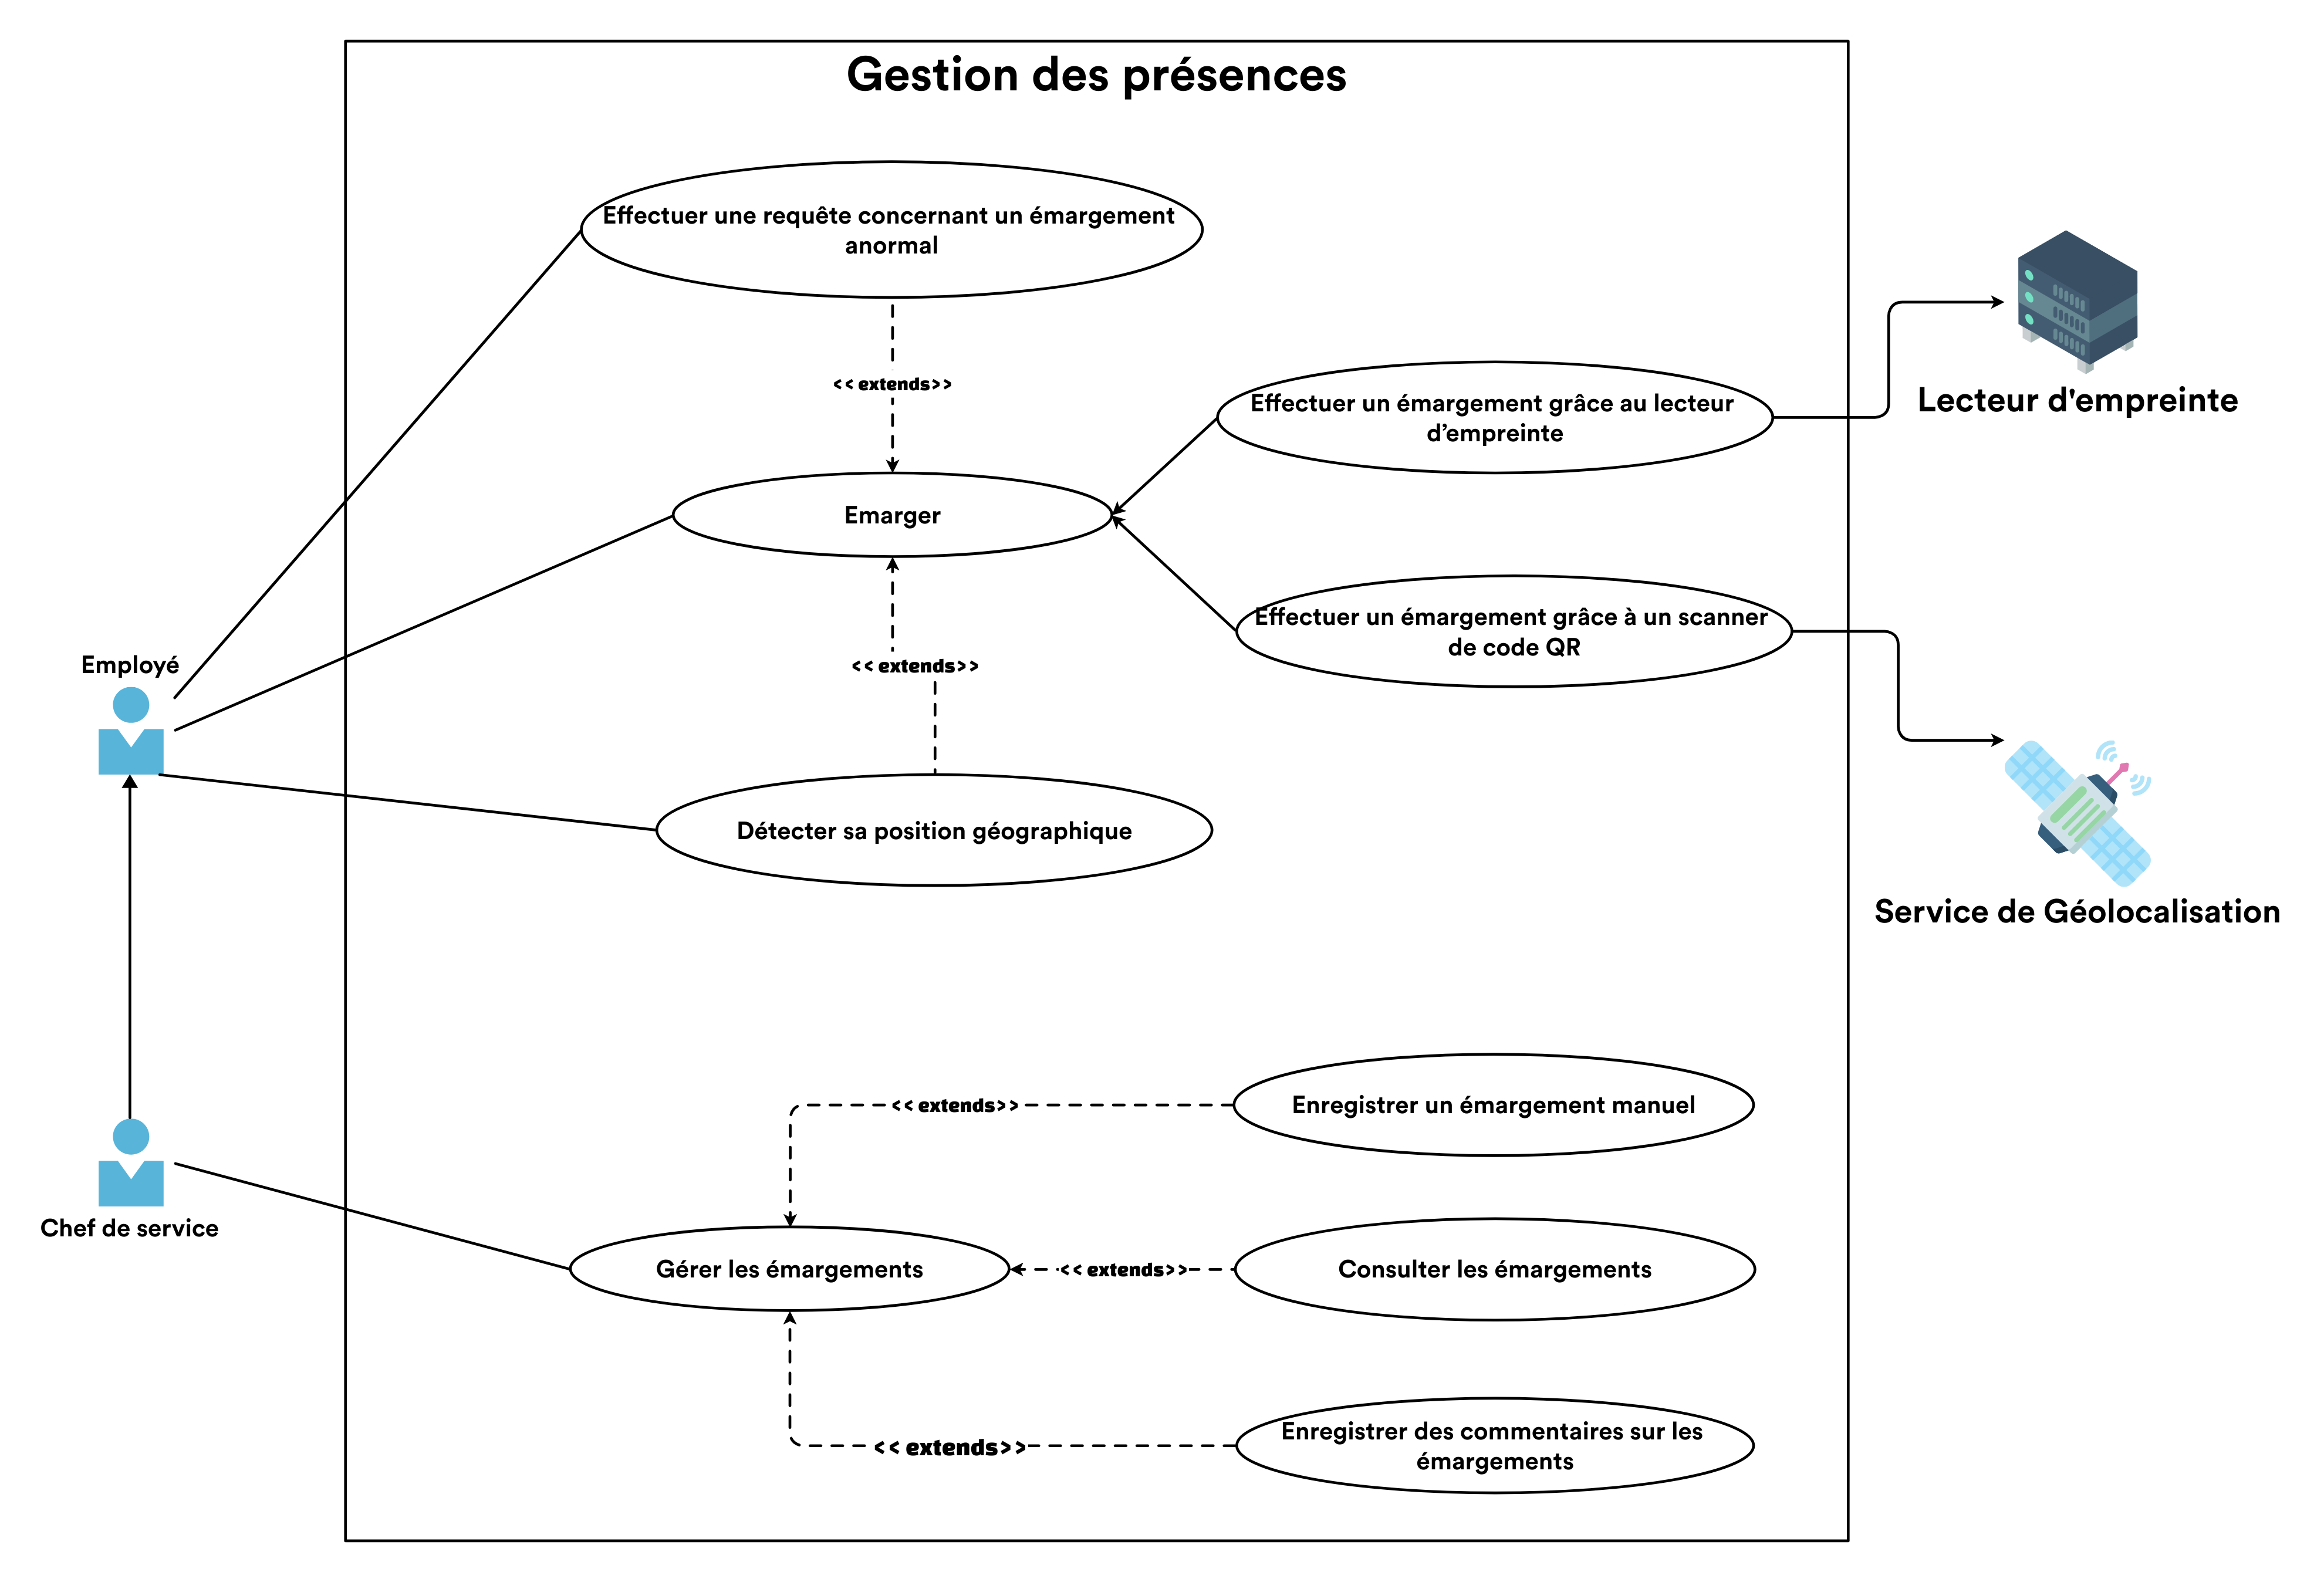 Gestion des présences
Effectuer une requête concernant un émargement
anormal
<< extends>>
Effectuer un émargement grâce au lecteur
d’empreinte
Lecteur d'empreinte
Emarger
Effectuer un émargement grâce à un scanner
de code QR
Employé
<< extends>>
Détecter sa position géographique
Service de Géolocalisation
<< extends>>
Enregistrer un émargement manuel
Chef de service
Gérer les émargements
<< extends>>
Consulter les émargements
<< extends>>
Enregistrer des commentaires sur les
émargements